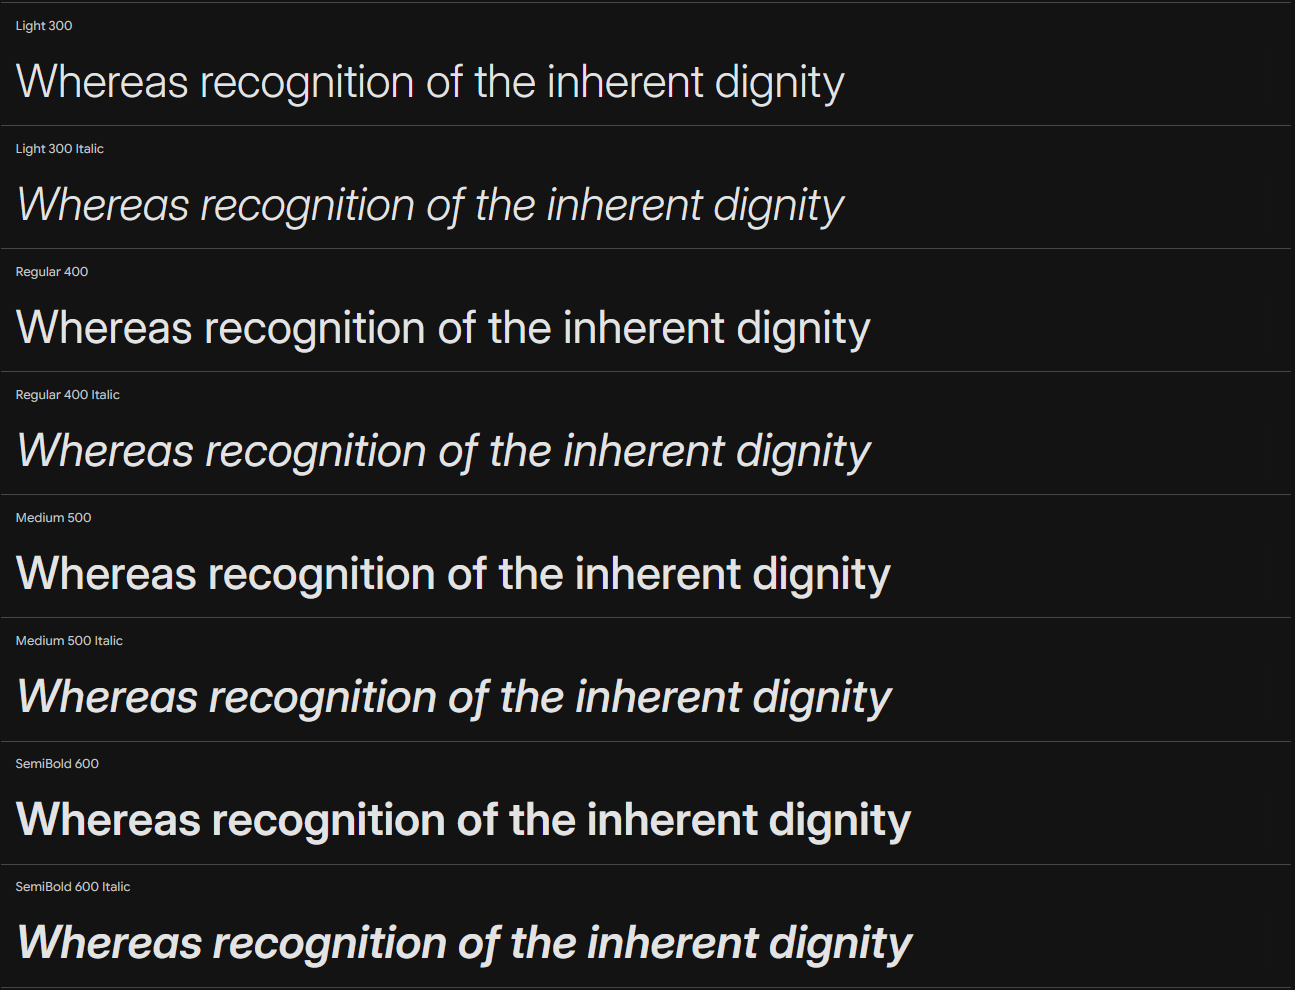 Light 300
Whereas recognition of the inherent dignity
Light 300 Italic
Whereas recognition of the inherent dignity
Regular 400
Whereas recognition of the inherent dignity
Regular 400 Italic
Whereas recognition of the inherent dignity
Medium 500
Whereas recognition of the inherent dignity
Medium 500 Italic
Whereas recognition of the inherent dignity
SemiBold 600
Whereas recognition of the inherent dignity
SemiBold 600 Italic
Whereas recognition of the inherent dignity